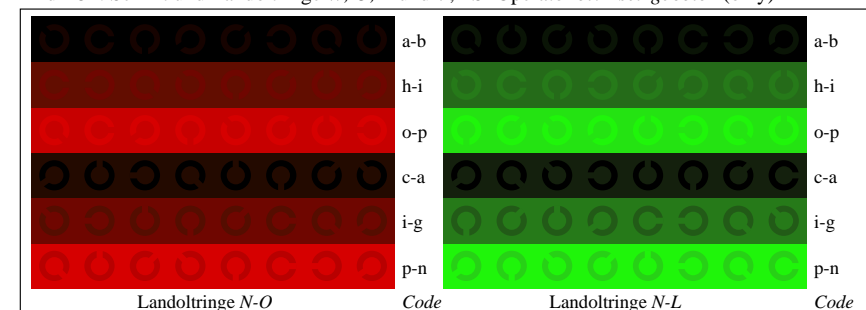 a-b a-b
h-i h-i
o-p o-p
c-a c-a
i-g i-g
p-n p-n
Landoltringe N-O Code Landoltringe N-L Code